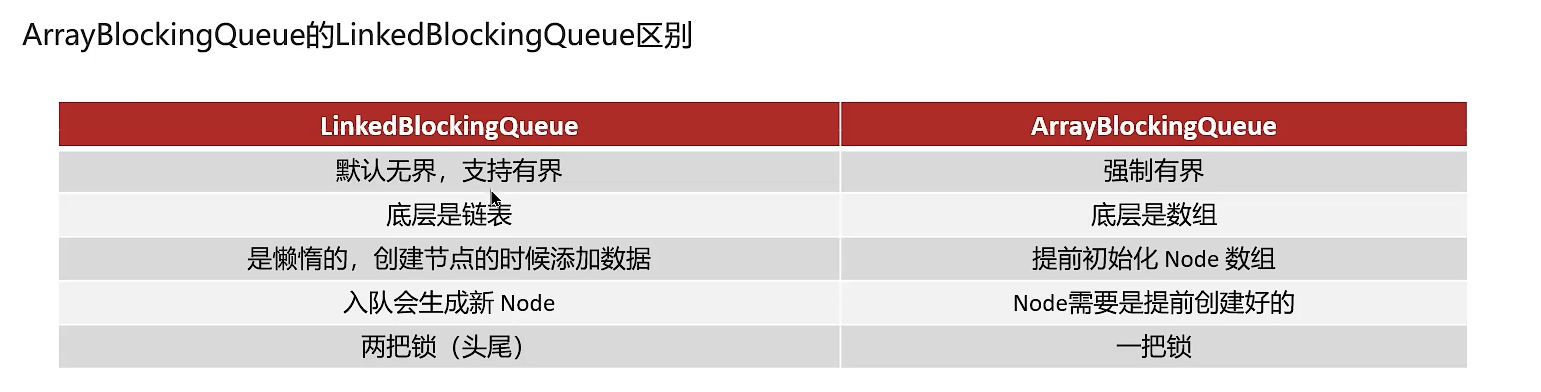 ArrayBlockingQueue的LinkedBlockingQueue区别
LinkedBlockingQueue ArrayBlockingQueue
默认无界，支持有界 强制有界
底层是链表 底层是数组
是懒惰的，创建节点的时候添加数据 提前初始化 Node 数组
入队会生成新 Node Node需要是提前创建好的
两把锁（头尾） 一把锁